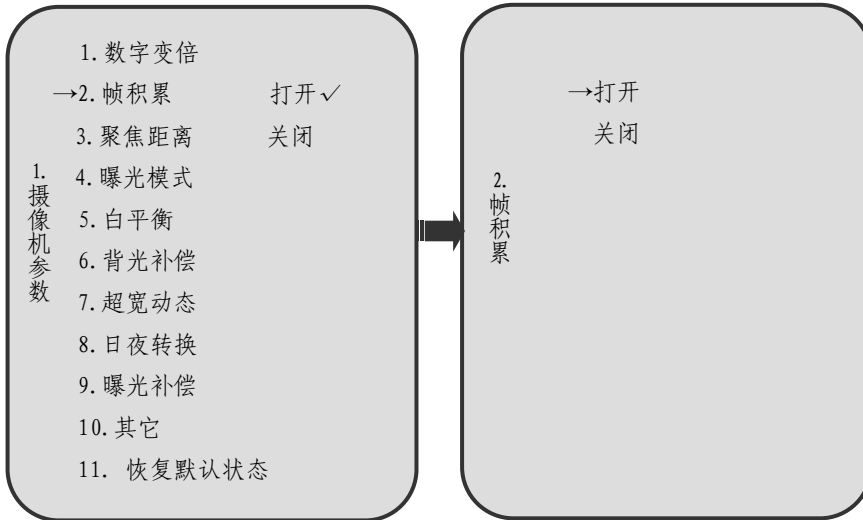 1.数字变倍
→2.帧积累 打开✓
3.聚焦距离 关闭
4.曝光模式
5.白平衡
6.背光补偿
7.超宽动态
8.日夜转换
9.曝光补偿
10.其它
11. 恢复默认状态
1.摄像机参数
→打开
关闭
2.帧积累